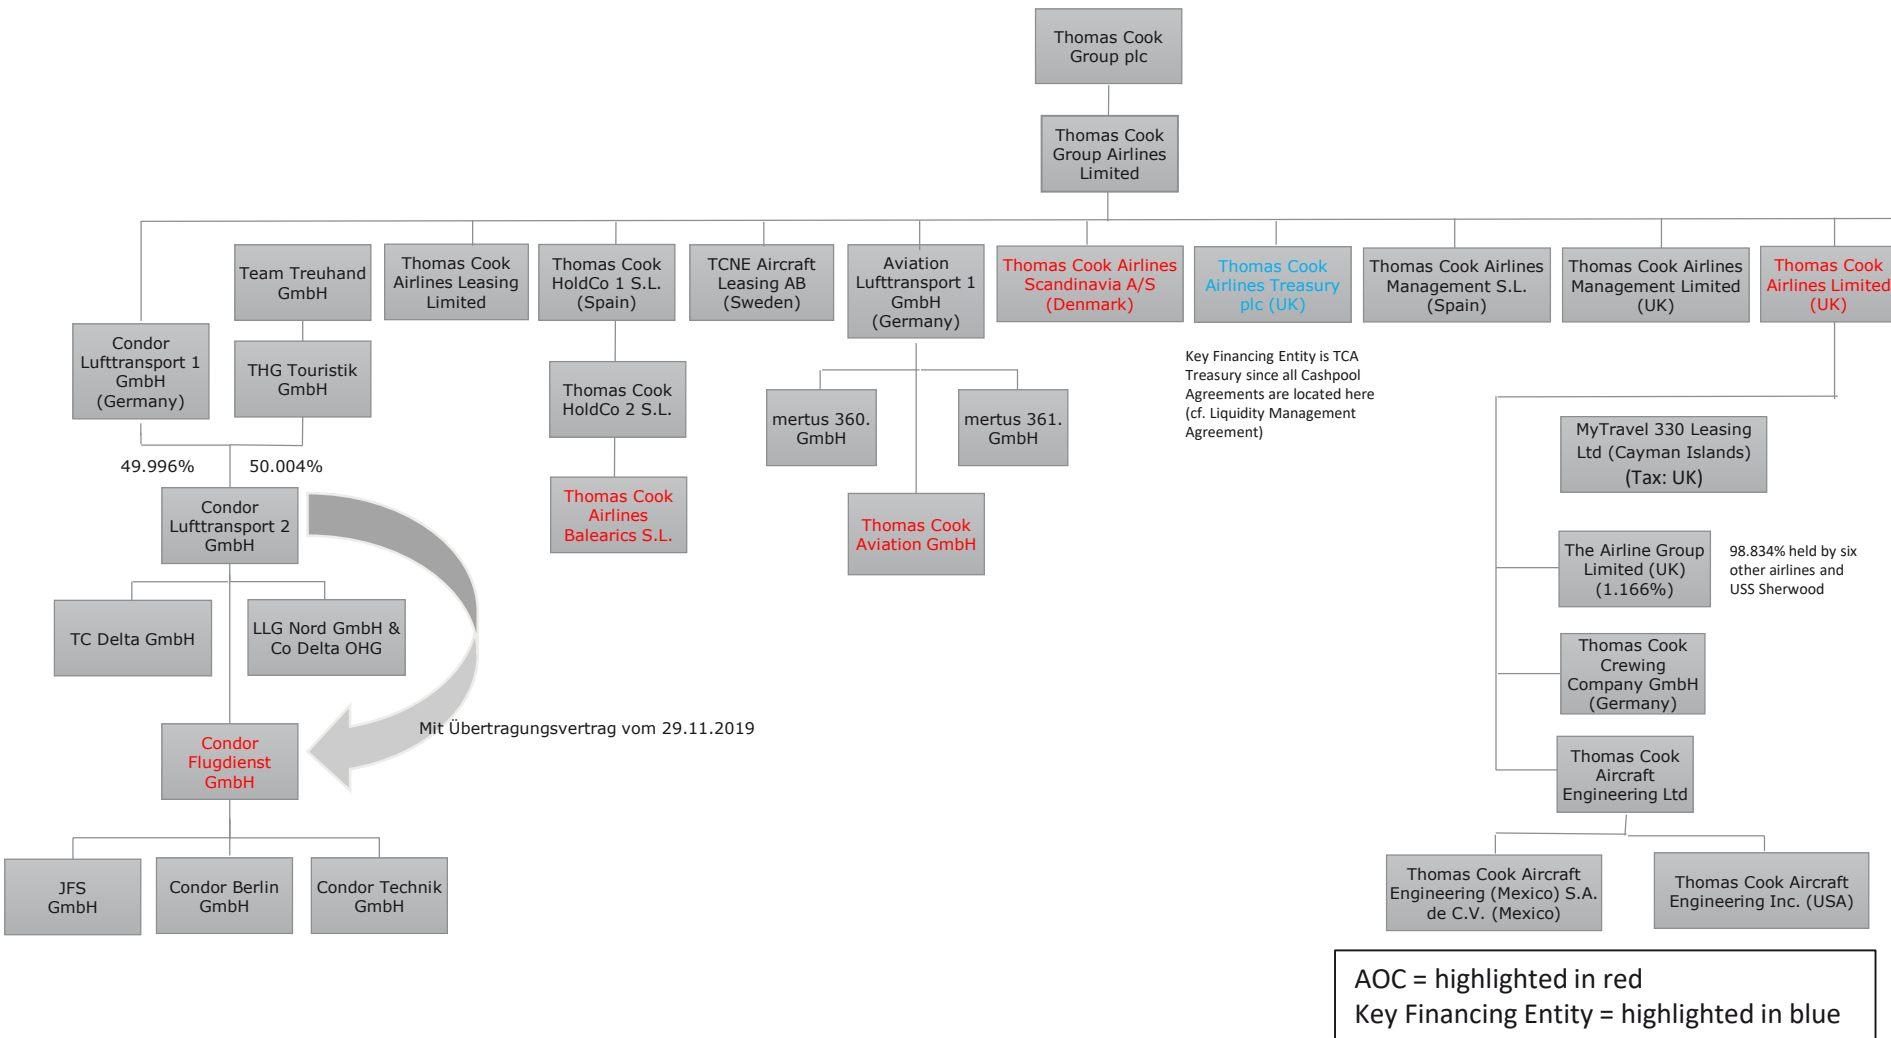 Thomas Cook
Group plc
Thomas Cook
Group Airlines
Limited
Team Treuhand
GmbH
Thomas Cook
Airlines Leasing
Limited
Thomas Cook
HoldCo 1 S.L.
(Spain)
TCNE Aircraft
Leasing AB
(Sweden)
Aviation
Lufttransport 1
GmbH
(Germany)
Thomas Cook Airlines
Scandinavia A/S
(Denmark)
Thomas Cook
Airlines Treasury
plc (UK)
Thomas Cook Airlines
Management S.L.
(Spain)
Thomas Cook Airlines
Management Limited
(UK)
Thomas Cook
Airlines Limited
(UK)
Condor
Lufttransport 1
GmbH
(Germany)
THG Touristik
GmbH
Thomas Cook
HoldCo 2 S.L.
mertus 360.
GmbH
mertus 361.
GmbH
Key Financing Entity is TCA
Treasury since all Cashpool
Agreements are located here
(cf. Liquidity Management
Agreement)
MyTravel 330 Leasing
Ltd (Cayman Islands)
(Tax: UK)
49.996%
50.004%
Condor
Lufttransport 2
GmbH
Thomas Cook
Airlines
Balearics S.L.
Thomas Cook
Aviation GmbH
The Airline Group
Limited (UK)
(1.166%)
98.834% held by six
other airlines and
USS Sherwood
TC Delta GmbH
LLG Nord GmbH &
Co Delta OHG
Thomas Cook
Crewing
Company GmbH
(Germany)
Mit Übertragungsvertrag vom 29.11.2019
Condor
Flugdienst
GmbH
Thomas Cook
Aircraft
Engineering Ltd
JFS
GmbH
Condor Berlin
GmbH
Condor Technik
GmbH
Thomas Cook Aircraft
Engineering (Mexico) S.A.
de C.V. (Mexico)
Thomas Cook Aircraft
Engineering Inc. (USA)
AOC = highlighted in red
Key Financing Entity = highlighted in blue